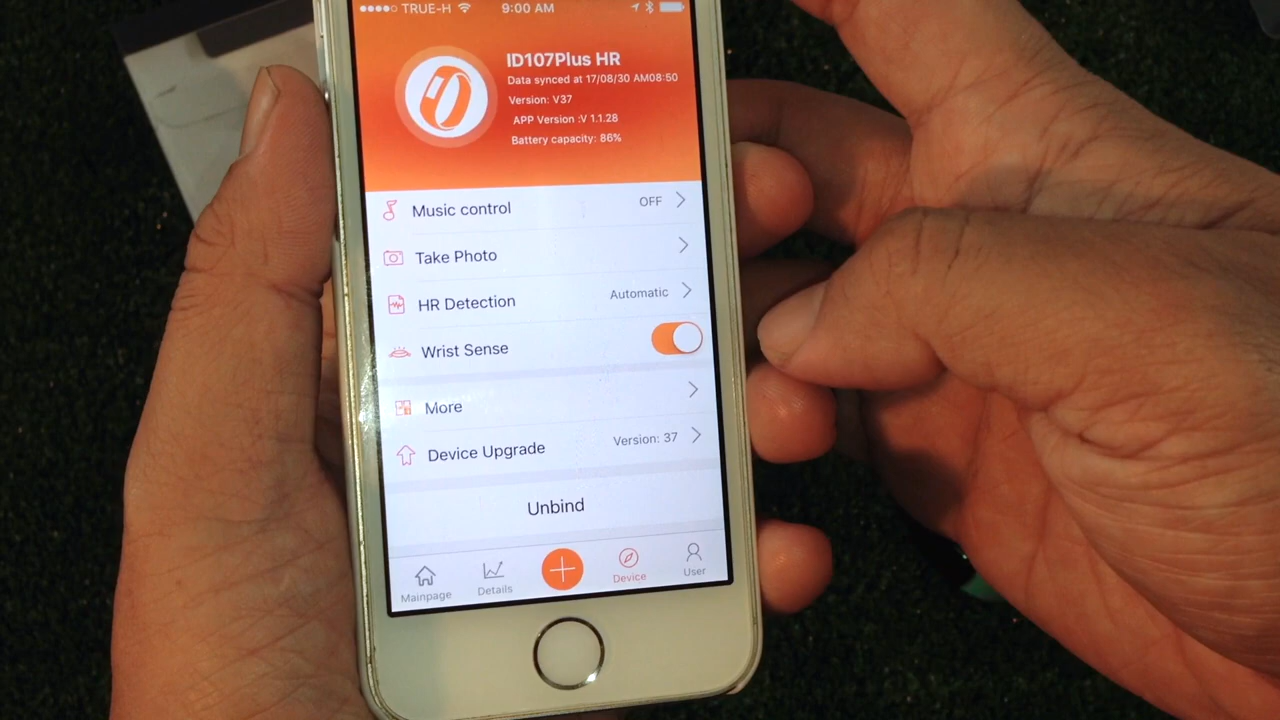 TRUE-H 9:00 AM
ID107Plus HR
Data synced at 17/08/30 AM08:50
Version: V37
APP Version :V 1.1.28
Battery capacity: 86%
Music control OFF
Take Photo
HR Detection Automatic
Wrist Sense
More
Device Upgrade Version: 37
Unbind
Mainpage Details Device User